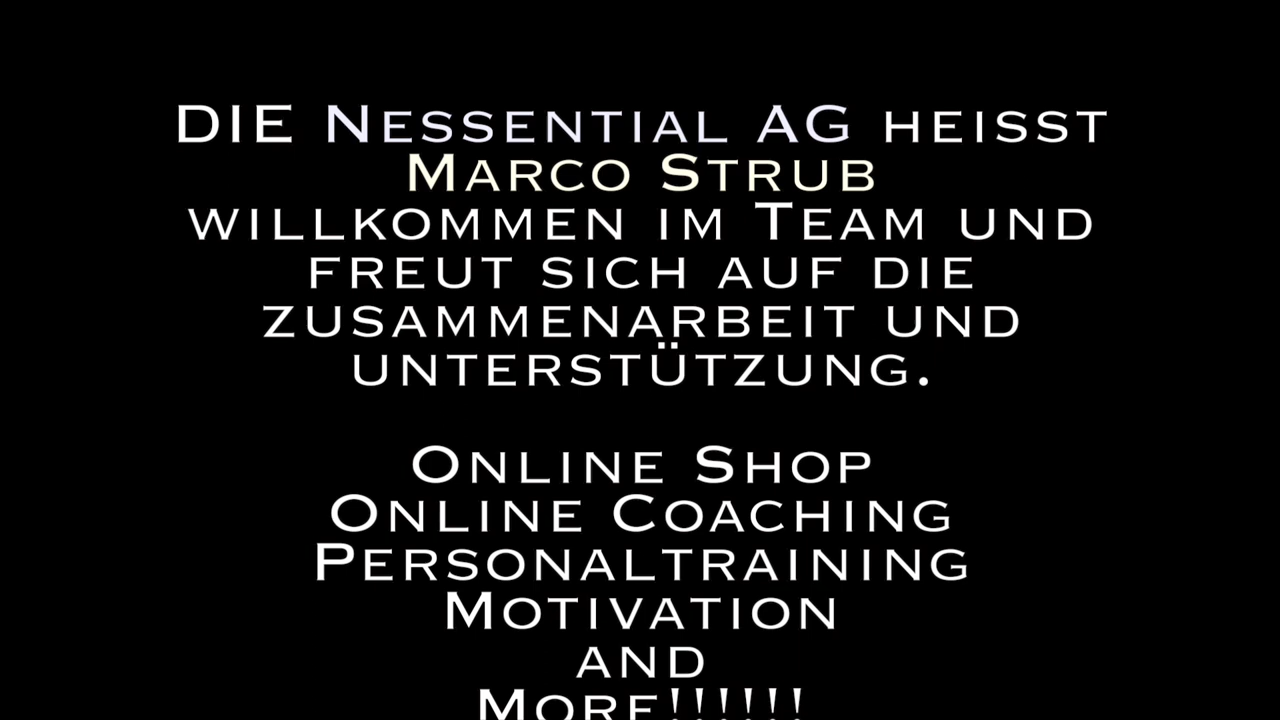 DIE Nessential AG heisst
Marco Strub
willkommen im Team und
freut sich auf die
zusammenarbeit und
unterstützung.
Online Shop
Online Coaching
Personaltraining
Motivation
and
More!!!!!!